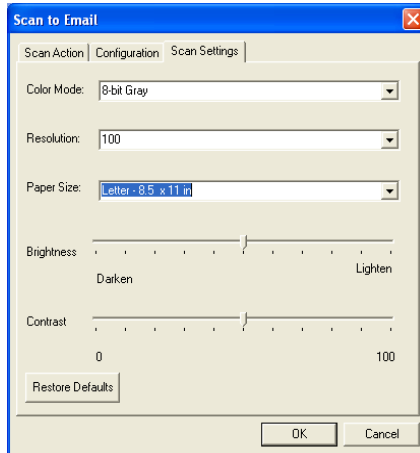 Scan to Email
Scan Action Configuration Scan Settings
Color Mode: 8-bit Gray
Resolution: 100
Paper Size: Letter - 8.5 x 11 in
Brightness
Darken Lighten
Contrast
0 100
Restore Defaults
OK Cancel